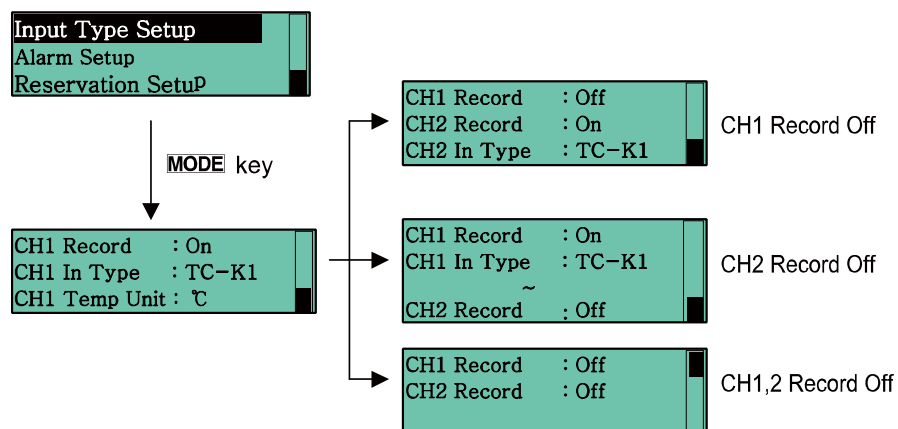 Input Type Setup
Alarm Setup
Reservation Setup
MODE key
CH1 Record : On
CH1 In Type : TC-K1
CH1 Temp Unit : ℃
CH1 Record : Off
CH2 Record : On
CH2 In Type : TC-K1
CH1 Record Off
CH1 Record : On
CH1 In Type : TC-K1
~
CH2 Record : Off
CH2 Record Off
CH1 Record : Off
CH2 Record : Off
CH1,2 Record Off